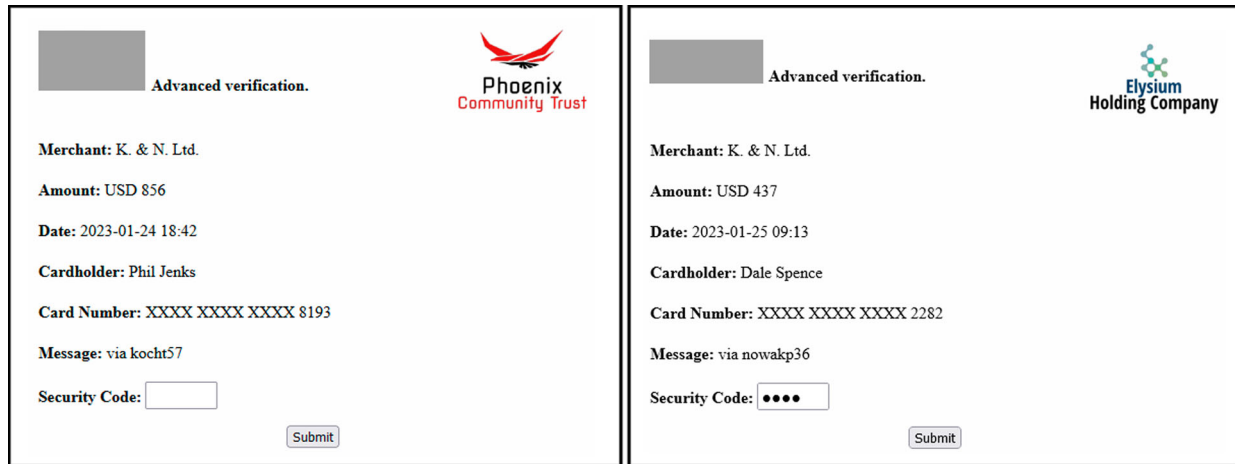 Advanced verification.
Phoenix
Community Trust
Merchant: K. & N. Ltd.
Amount: USD 856
Date: 2023-01-24 18:42
Cardholder: Phil Jenks
Card Number: XXXX XXXX XXXX 8193
Message: via kocht57
Security Code:
Submit
Advanced verification.
Elysium
Holding Company
Merchant: K. & N. Ltd.
Amount: USD 437
Date: 2023-01-25 09:13
Cardholder: Dale Spence
Card Number: XXXX XXXX XXXX 2282
Message: via nowakp36
Security Code: ●●●●
Submit